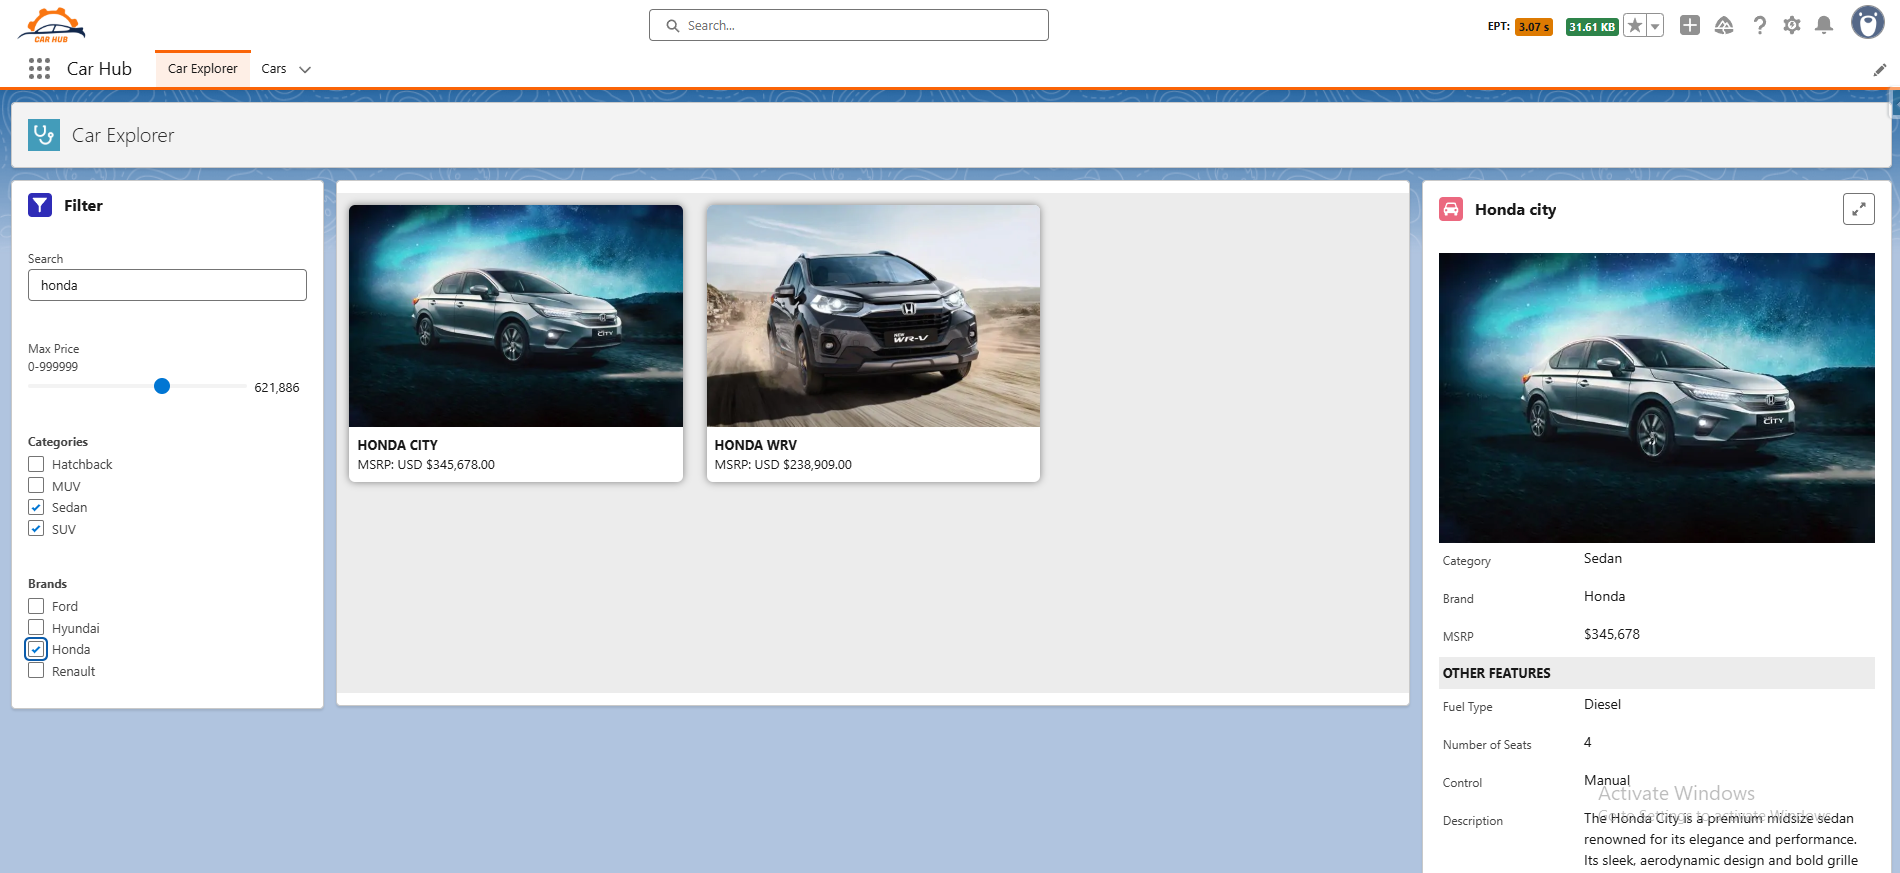 CAR HUB
Search...
EPT: 3.07 s 31.61 KB
Car Hub
Car Explorer
Cars
Car Explorer
Filter
Search
honda
Max Price
0-999999
621,886
Categories
Hatchback
MUV
Sedan
SUV
Brands
Ford
Hyundai
Honda
Renault
CITY
HONDA CITY
MSRP: USD $345,678.00
NEW
WR-V
HONDA WRV
MSRP: USD $238,909.00
Honda city
CITY
Category Sedan
Brand Honda
MSRP $345,678
OTHER FEATURES
Fuel Type Diesel
Number of Seats 4
Control Manual
Activate Windows
Go to Settings to activate Windows.
Description The Honda City is a premium midsize sedan
renowned for its elegance and performance.
Its sleek, aerodynamic design and bold grille